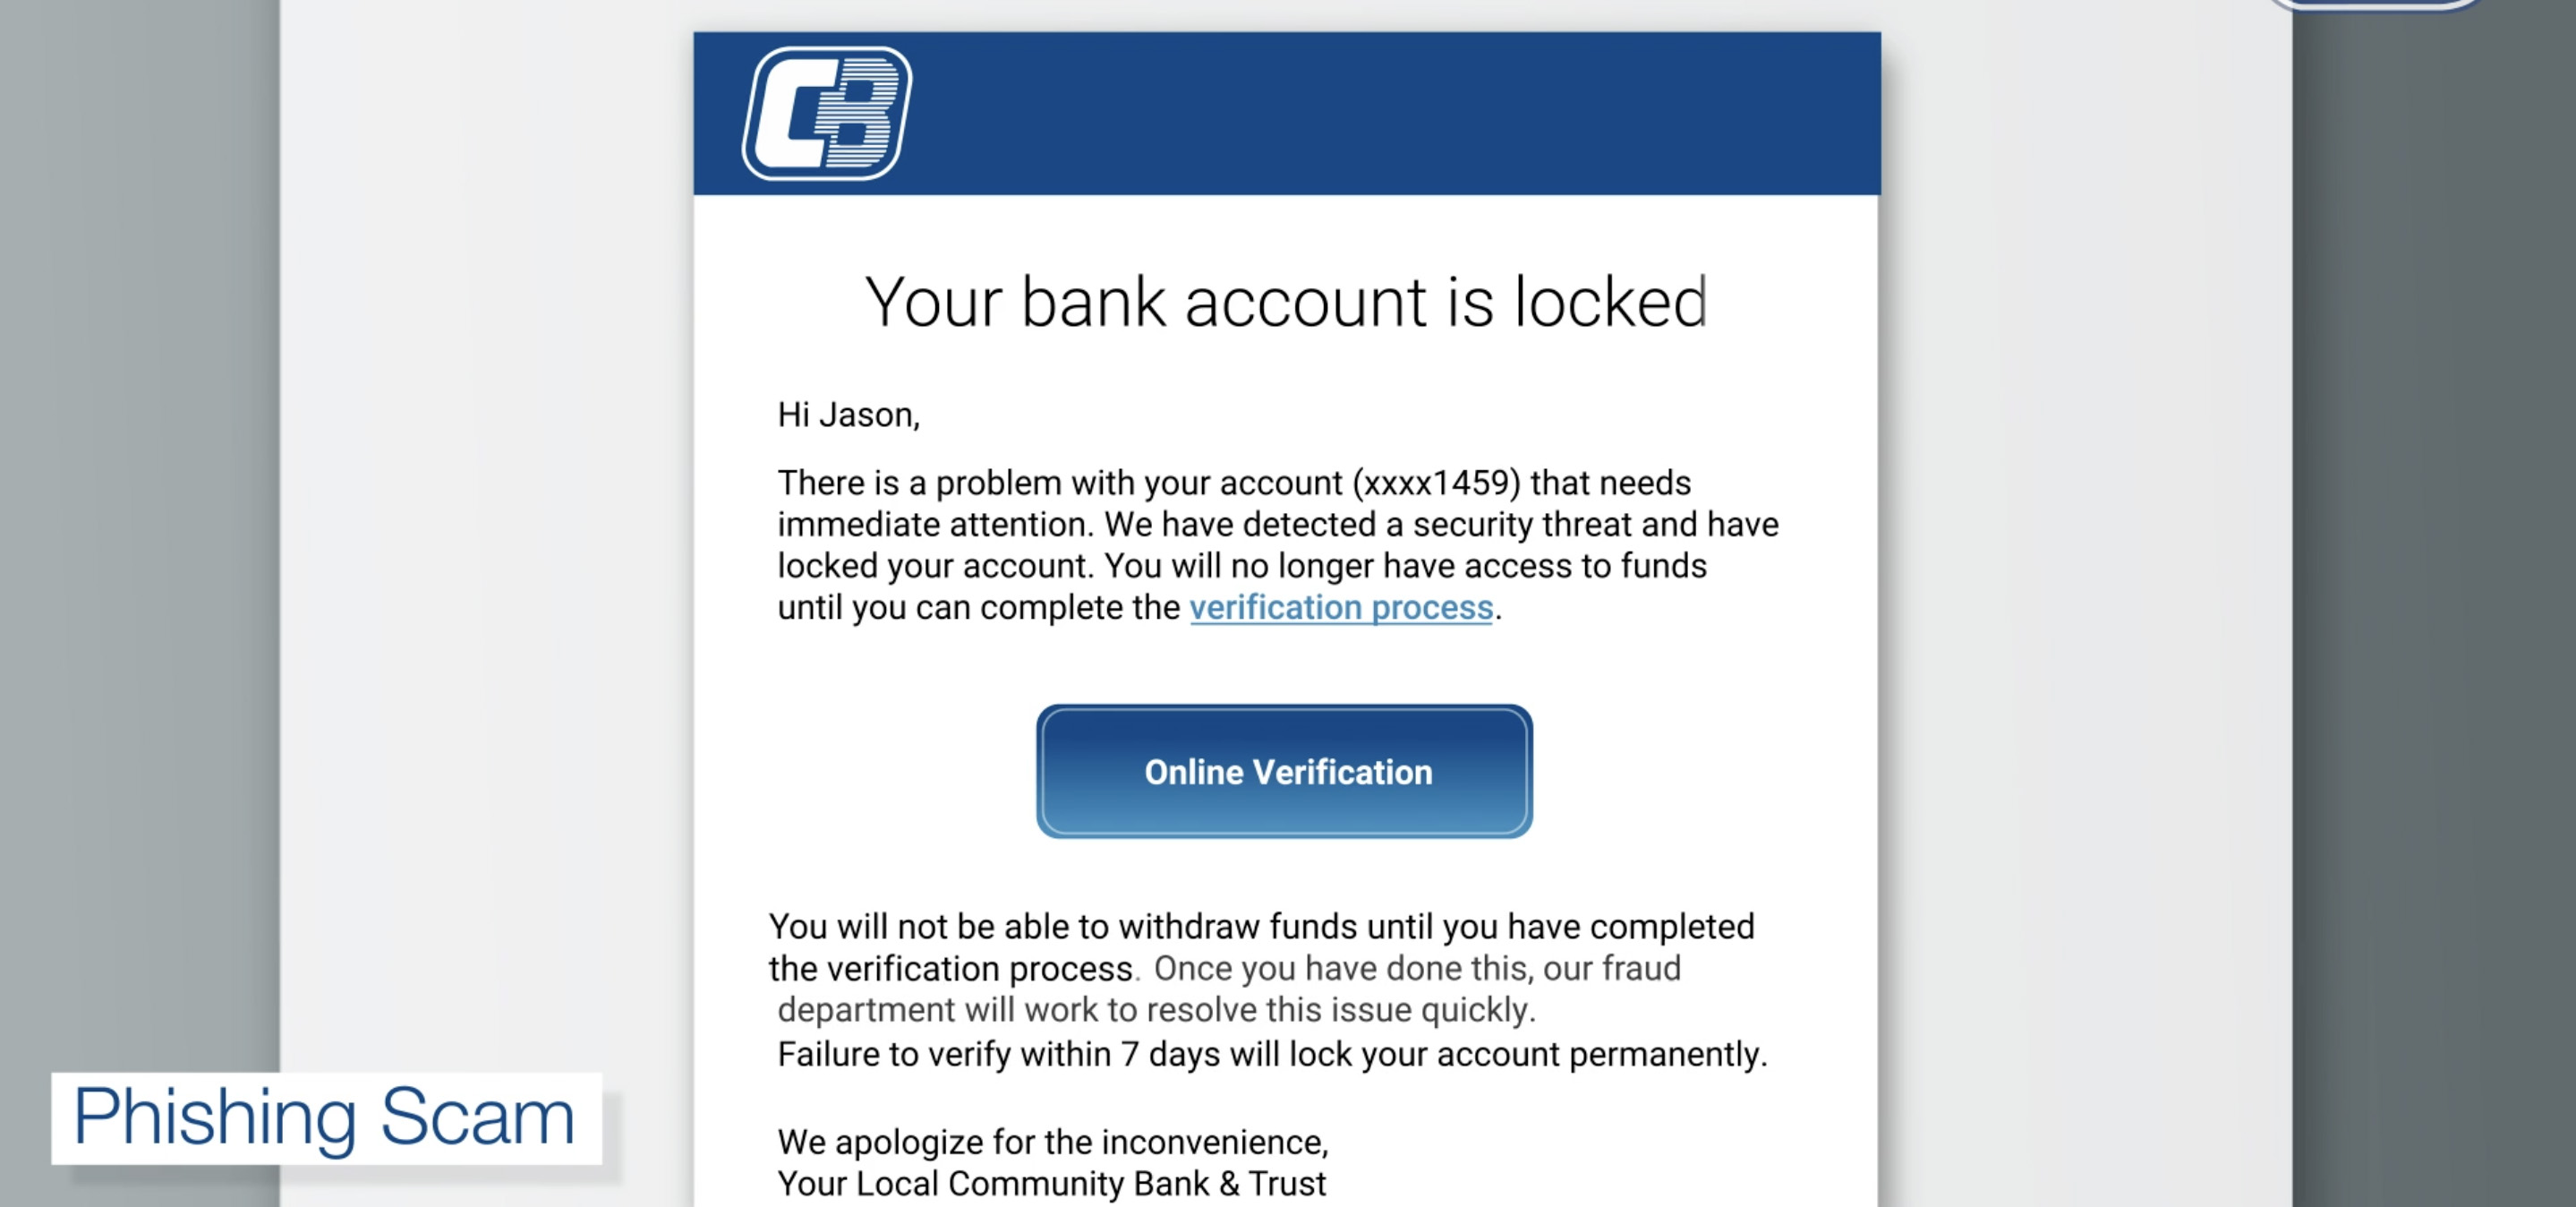 CB
Your bank account is locked
Hi Jason,
There is a problem with your account (xxxx1459) that needs
immediate attention. We have detected a security threat and have
locked your account. You will no longer have access to funds
until you can complete the verification process.
Online Verification
You will not be able to withdraw funds until you have completed
the verification process. Once you have done this, our fraud
department will work to resolve this issue quickly.
Failure to verify within 7 days will lock your account permanently.
We apologize for the inconvenience,
Your Local Community Bank & Trust
Phishing Scam